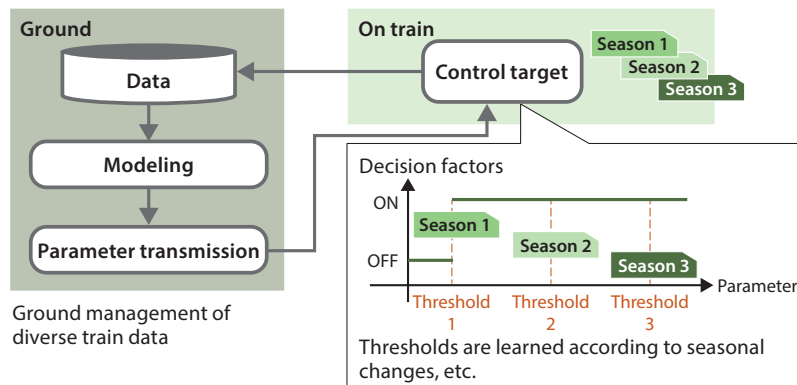 Ground
On train
Season 1
Season 2
Season 3
Data
Control target
Modeling
Parameter transmission
Ground management of
diverse train data
Decision factors
ON
Season 1
Season 2
OFF
Season 3
Parameter
Threshold
1
Threshold
2
Threshold
3
Thresholds are learned according to seasonal
changes, etc.